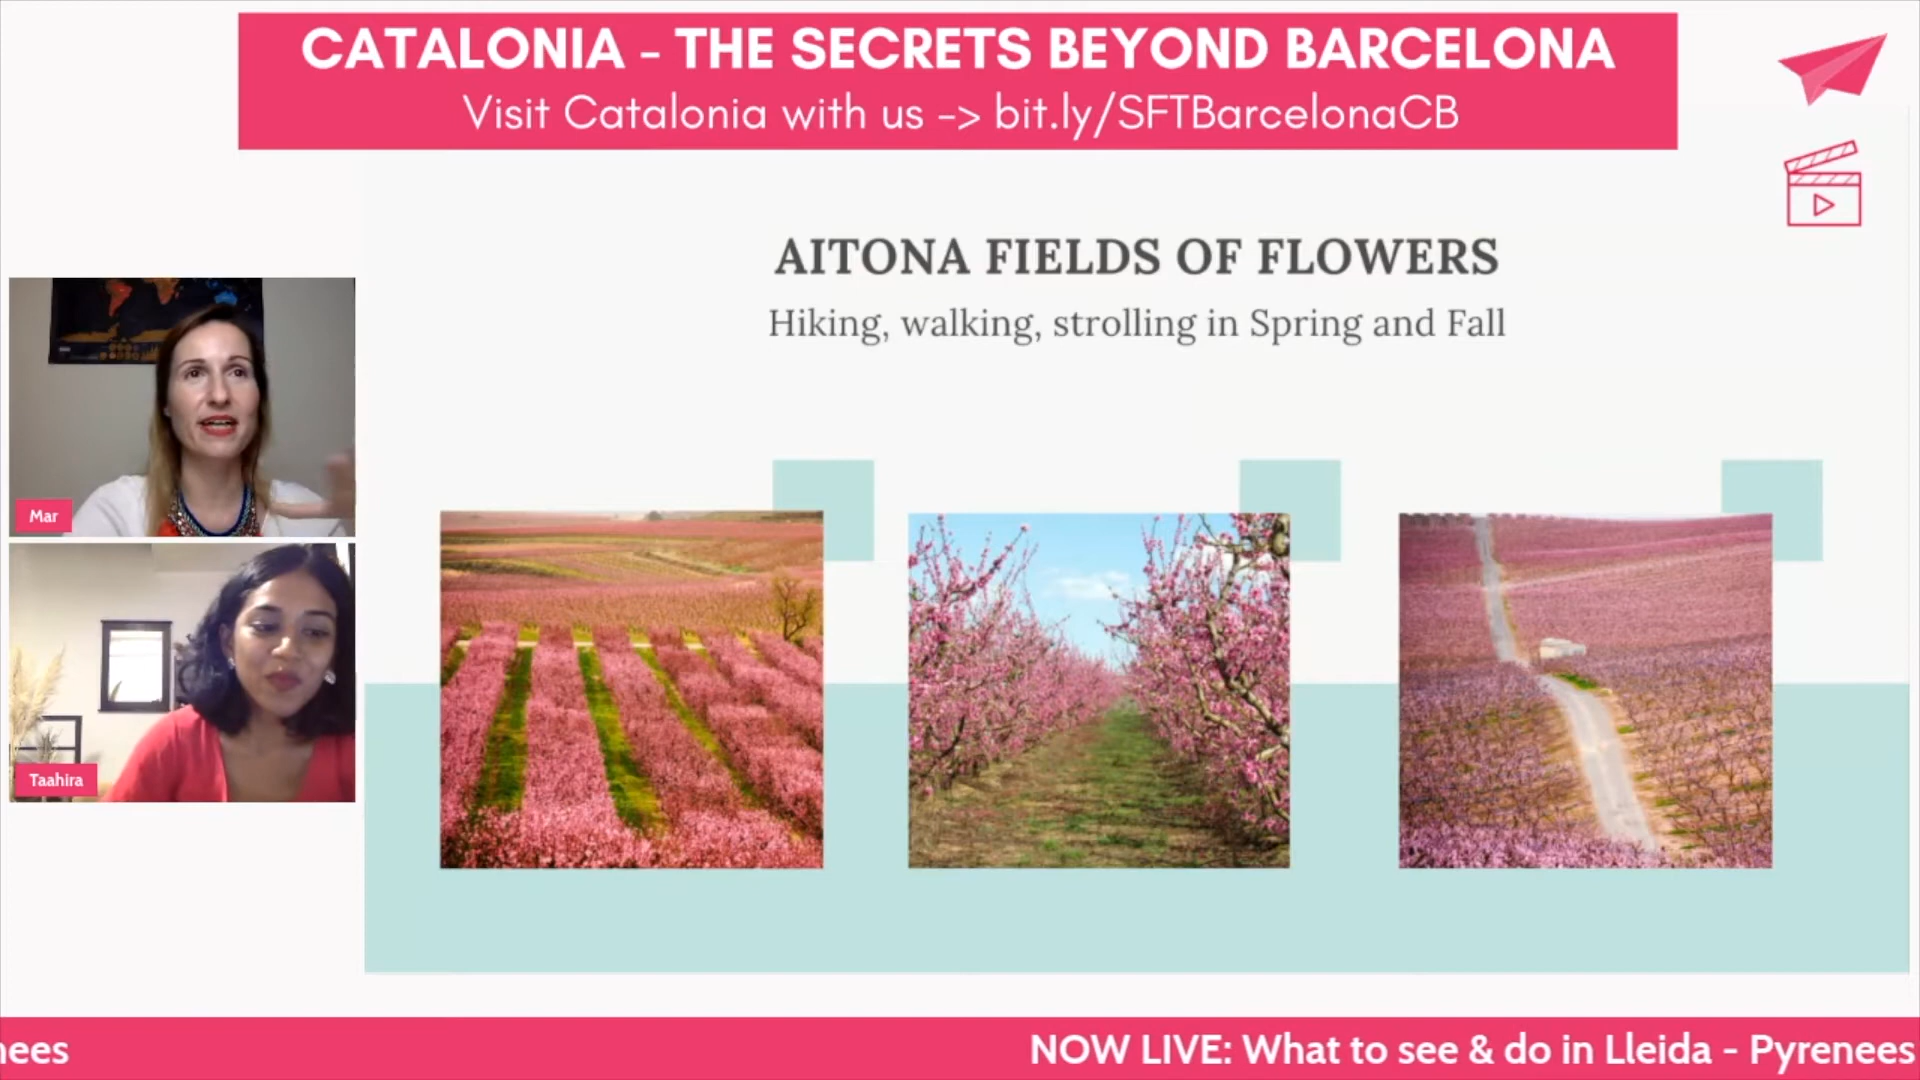 CATALONIA - THE SECRETS BEYOND BARCELONA
Visit Catalonia with us -> bit.ly/SFTBarcelonaCB
AITONA FIELDS OF FLOWERS
Hiking, walking, strolling in Spring and Fall
Mar
Taahira
nees
NOW LIVE: What to see & do in Lleida - Pyrenees